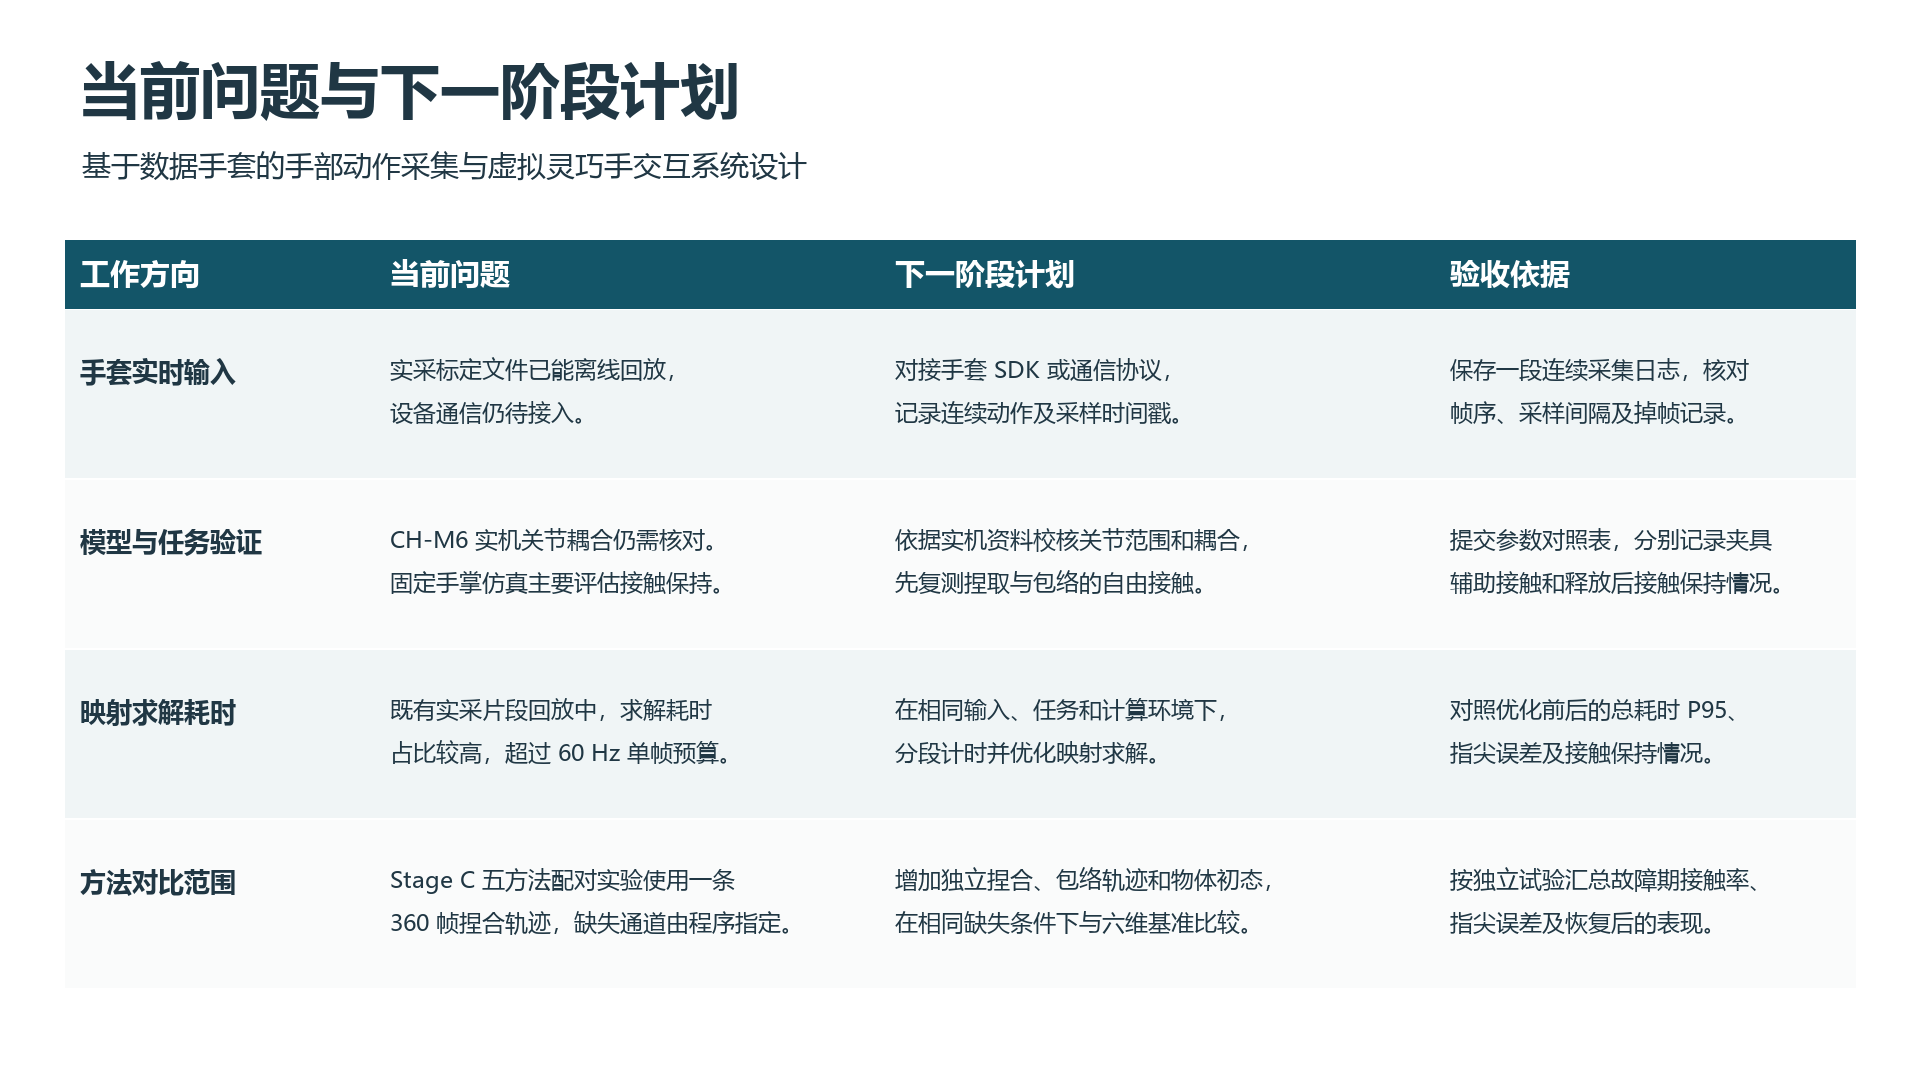 当前问题与下一阶段计划
基于数据手套的手部动作采集与虚拟灵巧手交互系统设计
工作方向 当前问题 下一阶段计划 验收依据
手套实时输入
实采标定文件已能离线回放，
设备通信仍待接入。
对接手套 SDK 或通信协议，
记录连续动作及采样时间戳。
保存一段连续采集日志，核对
帧序、采样间隔及掉帧记录。
模型与任务验证
CH-M6 实机关节耦合仍需核对。
固定手掌仿真主要评估接触保持。
依据实机资料校核关节范围和耦合，
先复测捏取与包络的自由接触。
提交参数对照表，分别记录夹具
辅助接触和释放后接触保持情况。
映射求解耗时
既有实采片段回放中，求解耗时
占比较高，超过 60 Hz 单帧预算。
在相同输入、任务和计算环境下，
分段计时并优化映射求解。
对照优化前后的总耗时 P95、
指尖误差及接触保持情况。
方法对比范围
Stage C 五方法配对实验使用一条
360 帧捏合轨迹，缺失通道由程序指定。
增加独立捏合、包络轨迹和物体初态，
在相同缺失条件下与六维基准比较。
按独立试验汇总故障期接触率、
指尖误差及恢复后的表现。